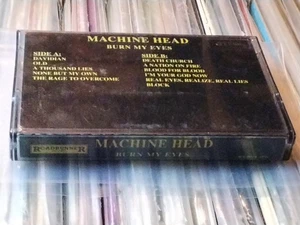 MACHINE HEAD
BURN MY EYES
SIDE A:
DAVIDIAN
OLD
A THOUSAND LIES
NONE BUT MY OWN
THE RAGE TO OVERCOME
SIDE B:
DEATH CHURCH
A NATION ON FIRE
BLOOD FOR BLOOD
I'M YOUR GOD NOW
REAL EYES, REALIZE, REAL LIES
BLOCK
ROADRUNNER
MACHINE HEAD
BURN MY EYES